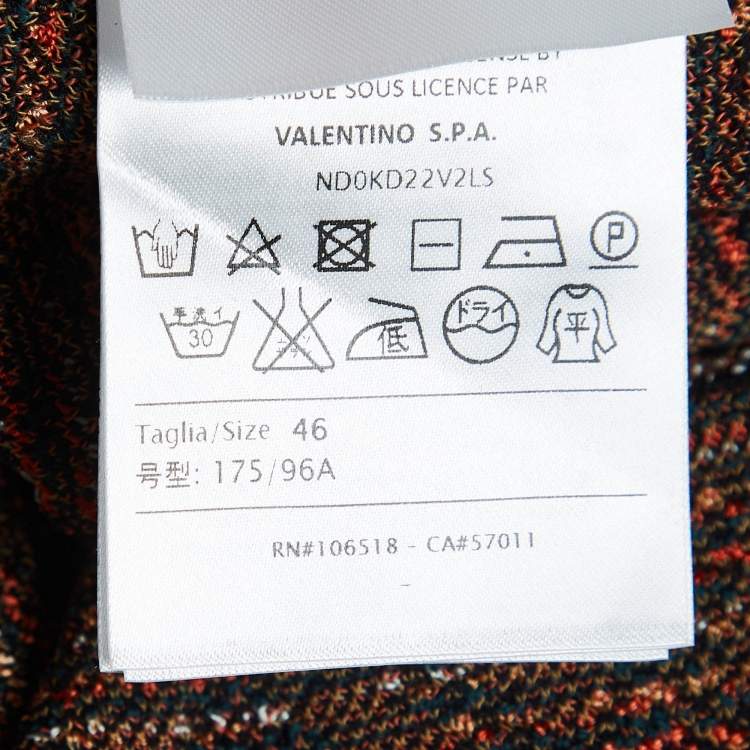 SOUS LICENCE PAR
VALENTINO S.P.A.
ND0KD22V2LS
P
手洗イ
30
低
ドライ
平
Taglia/Size 46
号型: 175/96A
RN#106518 - CA#57011
-